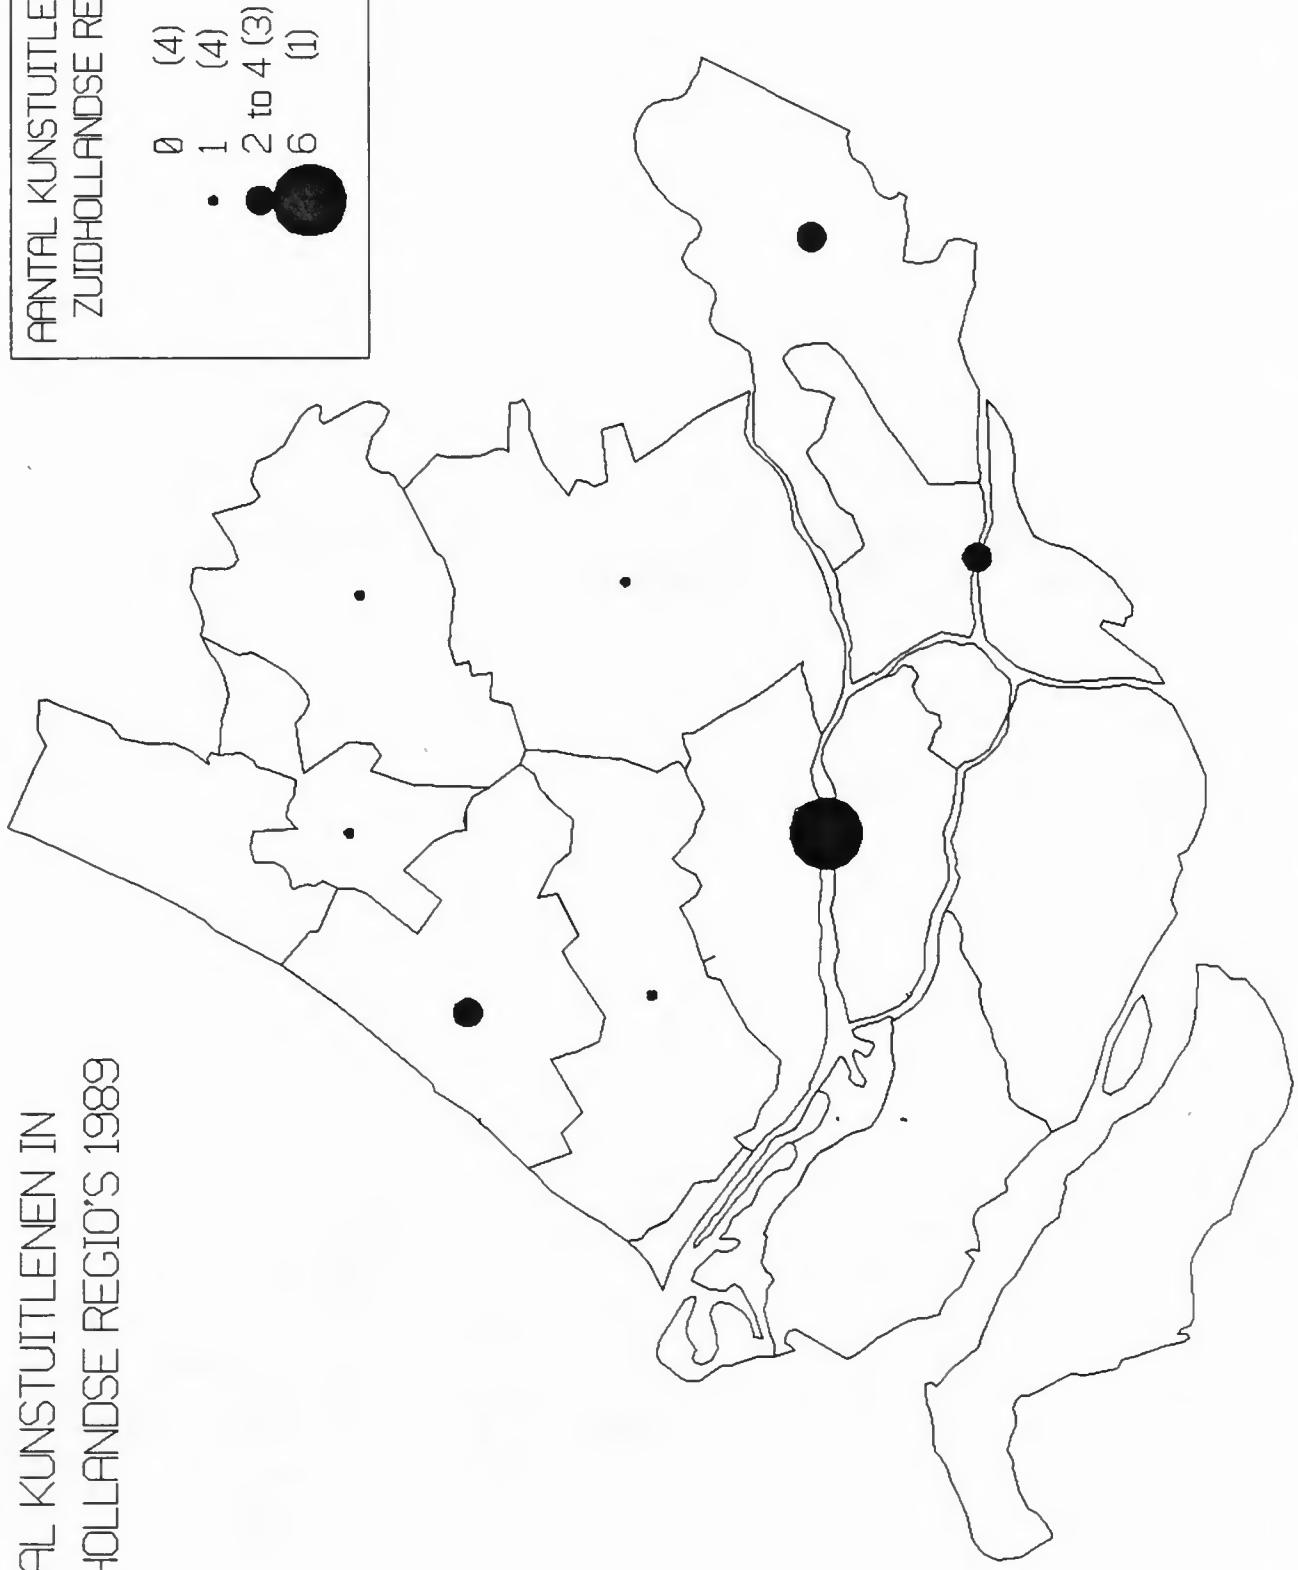 AL KUNSTUITLENEN IN
HOLLANDSE REGIO'S 1989
AANTAL KUNSTUITLE
ZUIDHOLLANDSE RE
0 (4)
1 (4)
2 to 4 (3)
6 (1)